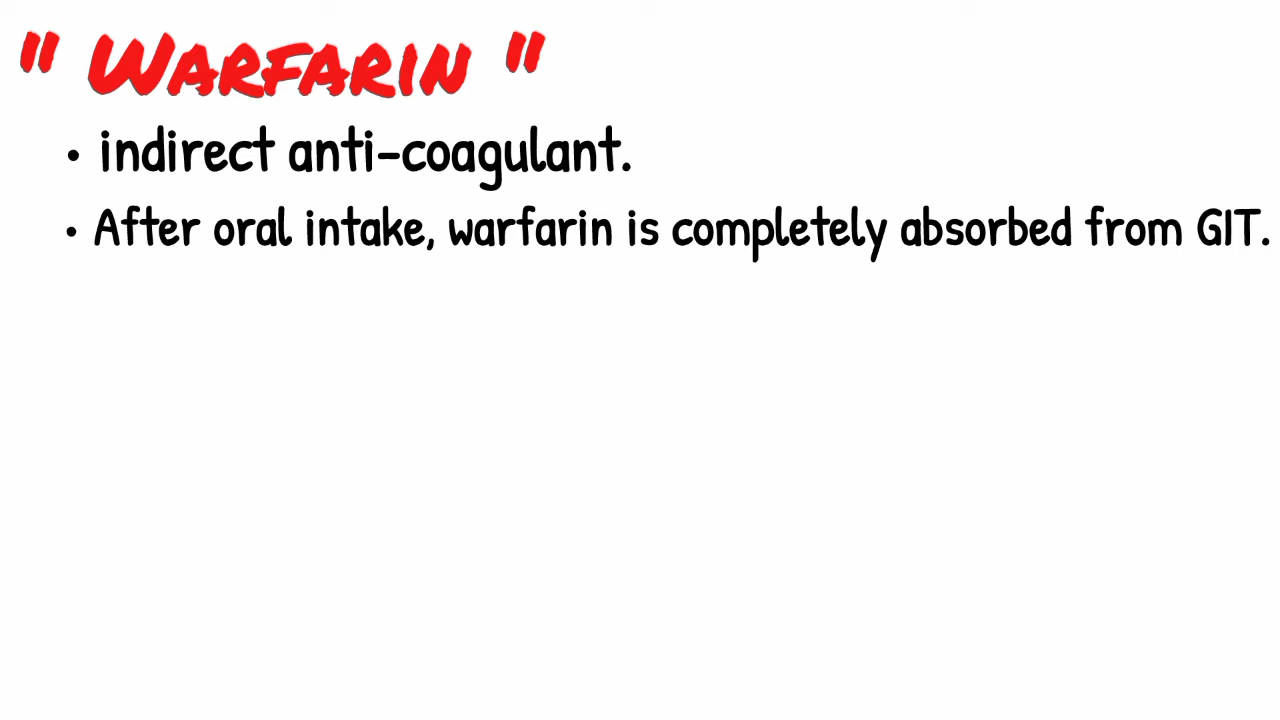 " Warfarin "
• indirect anti-coagulant.
• After oral intake, warfarin is completely absorbed from GIT.